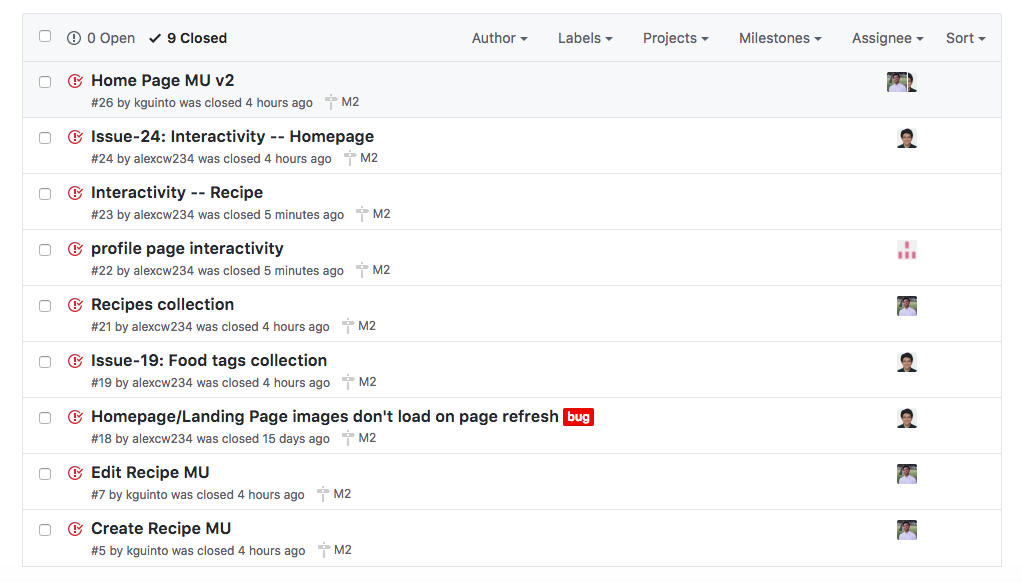 0 Open 9 Closed Author Labels Projects Milestones Assignee Sort
Home Page MU v2
#26 by kguinto was closed 4 hours ago M2
Issue-24: Interactivity -- Homepage
#24 by alexcw234 was closed 4 hours ago M2
Interactivity -- Recipe
#23 by alexcw234 was closed 5 minutes ago M2
profile page interactivity
#22 by alexcw234 was closed 5 minutes ago M2
Recipes collection
#21 by alexcw234 was closed 4 hours ago M2
Issue-19: Food tags collection
#19 by alexcw234 was closed 4 hours ago M2
Homepage/Landing Page images don't load on page refresh bug
#18 by alexcw234 was closed 15 days ago M2
Edit Recipe MU
#7 by kguinto was closed 4 hours ago M2
Create Recipe MU
#5 by kguinto was closed 4 hours ago M2